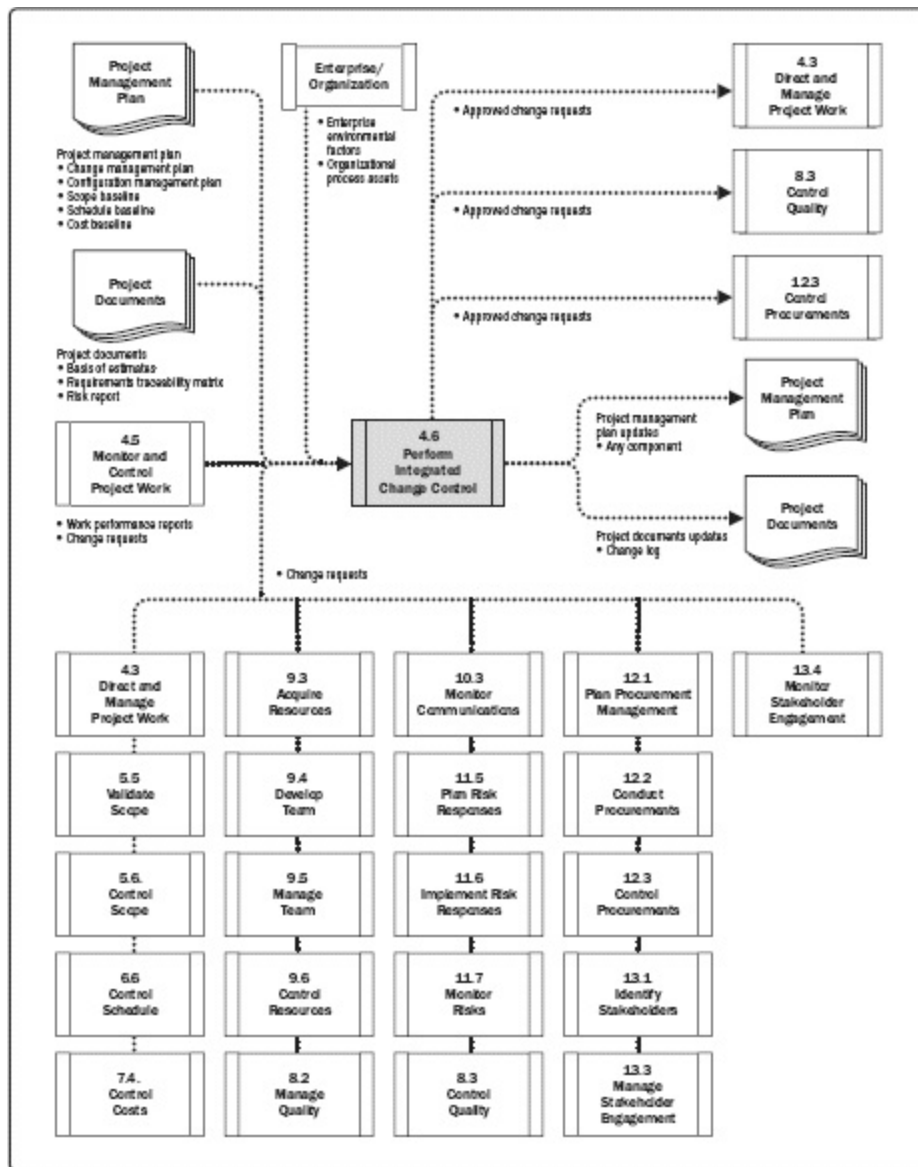 Project
Management
Plan
Project management plan
• Change management plan
• Configuration management plan
• Scope baseline
• Schedule baseline
• Cost baseline
Enterprise/
Organization
• Enterprise
environmental
factors
• Organizational
process assets
• Approved change requests
4.3
Direct and
Manage
Project Work
• Approved change requests
8.3
Control
Quality
• Approved change requests
12.3
Control
Procurements
Project
Documents
Project documents
• Basis of estimates
• Requirements traceability matrix
• Risk report
4.5
Monitor and
Control
Project Work
• Work performance reports
• Change requests
4.6
Perform
Integrated
Change Control
Project management
plan updates
• Any component
Project
Management
Plan
Project documents updates
• Change log
Project
Documents
• Change requests
4.3
Direct and
Manage
Project Work
9.3
Acquire
Resources
10.3
Monitor
Communications
12.1
Plan Procurement
Management
13.4
Monitor
Stakeholder
Engagement
5.5
Validate
Scope
9.4
Develop
Team
11.5
Plan Risk
Responses
12.2
Conduct
Procurements
5.6.
Control
Scope
9.5
Manage
Team
11.6
Implement Risk
Responses
12.3
Control
Procurements
6.6
Control
Schedule
9.6
Control
Resources
11.7
Monitor
Risks
13.1
Identify
Stakeholders
7.4.
Control
Costs
8.2
Manage
Quality
8.3
Control
Quality
13.3
Manage
Stakeholder
Engagement